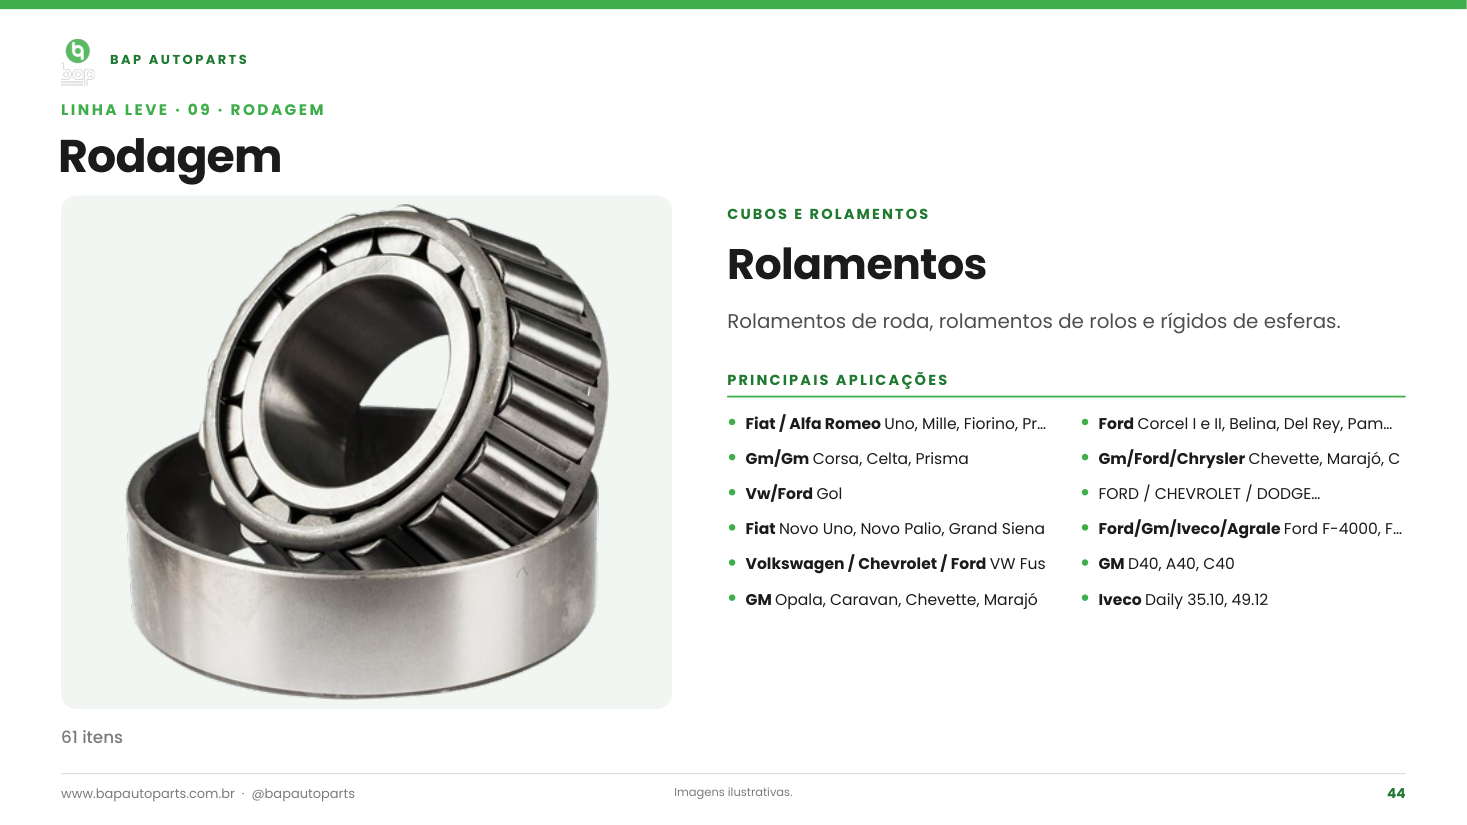 bap
BAP AUTOPARTS
LINHA LEVE · 09 · RODAGEM
Rodagem
CUBOS E ROLAMENTOS
Rolamentos
Rolamentos de roda, rolamentos de rolos e rígidos de esferas.
PRINCIPAIS APLICAÇÕES
• Fiat / Alfa Romeo Uno, Mille, Fiorino, Pr…
• Gm/Gm Corsa, Celta, Prisma
• Vw/Ford Gol
• Fiat Novo Uno, Novo Palio, Grand Siena
• Volkswagen / Chevrolet / Ford VW Fus
• GM Opala, Caravan, Chevette, Marajó
• Ford Corcel I e II, Belina, Del Rey, Pam…
• Gm/Ford/Chrysler Chevette, Marajó, C
• FORD / CHEVROLET / DODGE…
• Ford/Gm/Iveco/Agrale Ford F-4000, F…
• GM D40, A40, C40
• Iveco Daily 35.10, 49.12
61 itens
www.bapautoparts.com.br · @bapautoparts
Imagens ilustrativas.
44